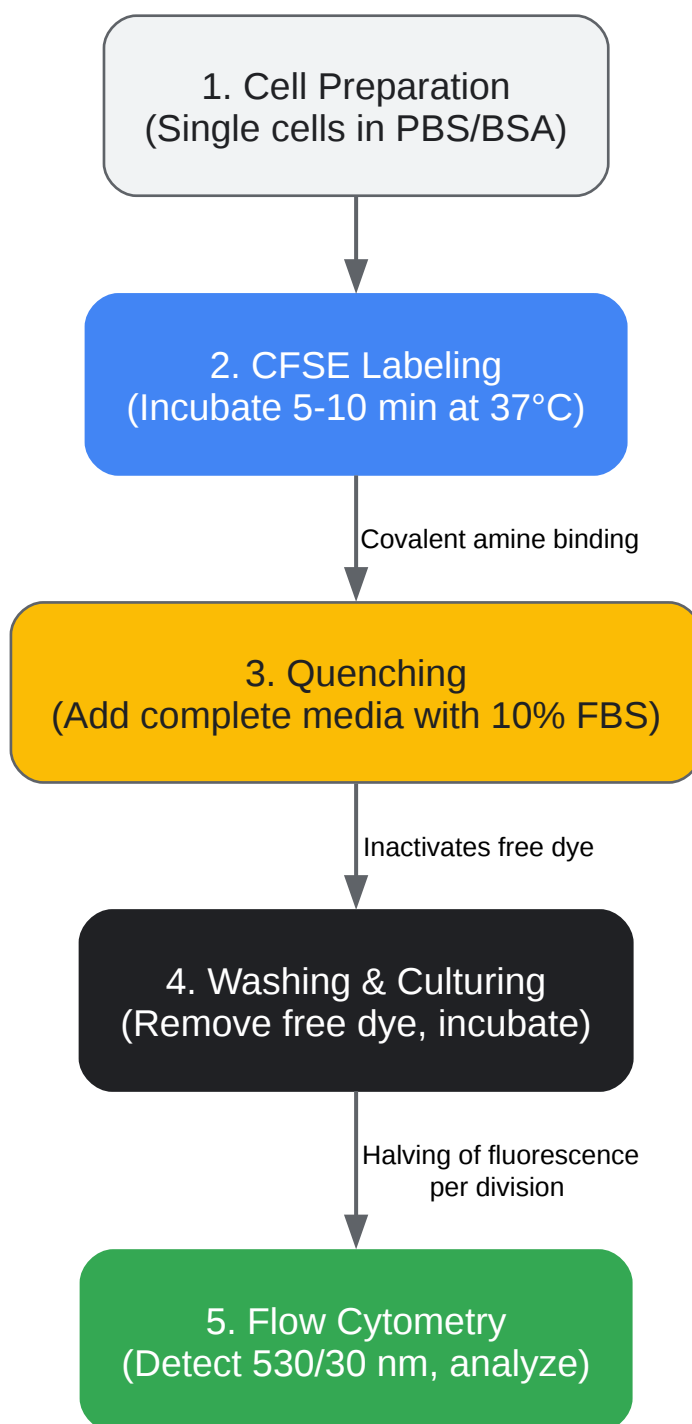 1. Cell Preparation
(Single cells in PBS/BSA)
2. CFSE Labeling
(Incubate 5-10 min at 37°C)
Covalent amine binding
3. Quenching
(Add complete media with 10% FBS)
Inactivates free dye
4. Washing & Culturing
(Remove free dye, incubate)
Halving of fluorescence
per division
5. Flow Cytometry
(Detect 530/30 nm, analyze)